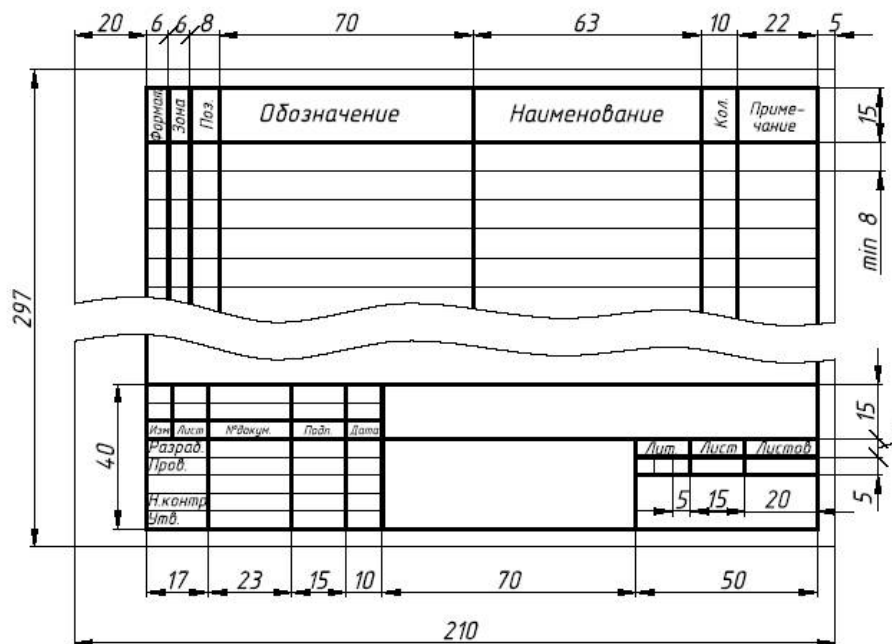 20 6 6 8 70 63 10 22 5
Формат Зона Поз. Обозначение Наименование Кол. Приме-
чание
15
min 8
297
15
Изм Лист №докум. Подп. Дата
40
Разраб. Лит. Лист Листов
Пров.
5 15 20 5
Н.контр
Утв.
17 23 15 10 70 50
210